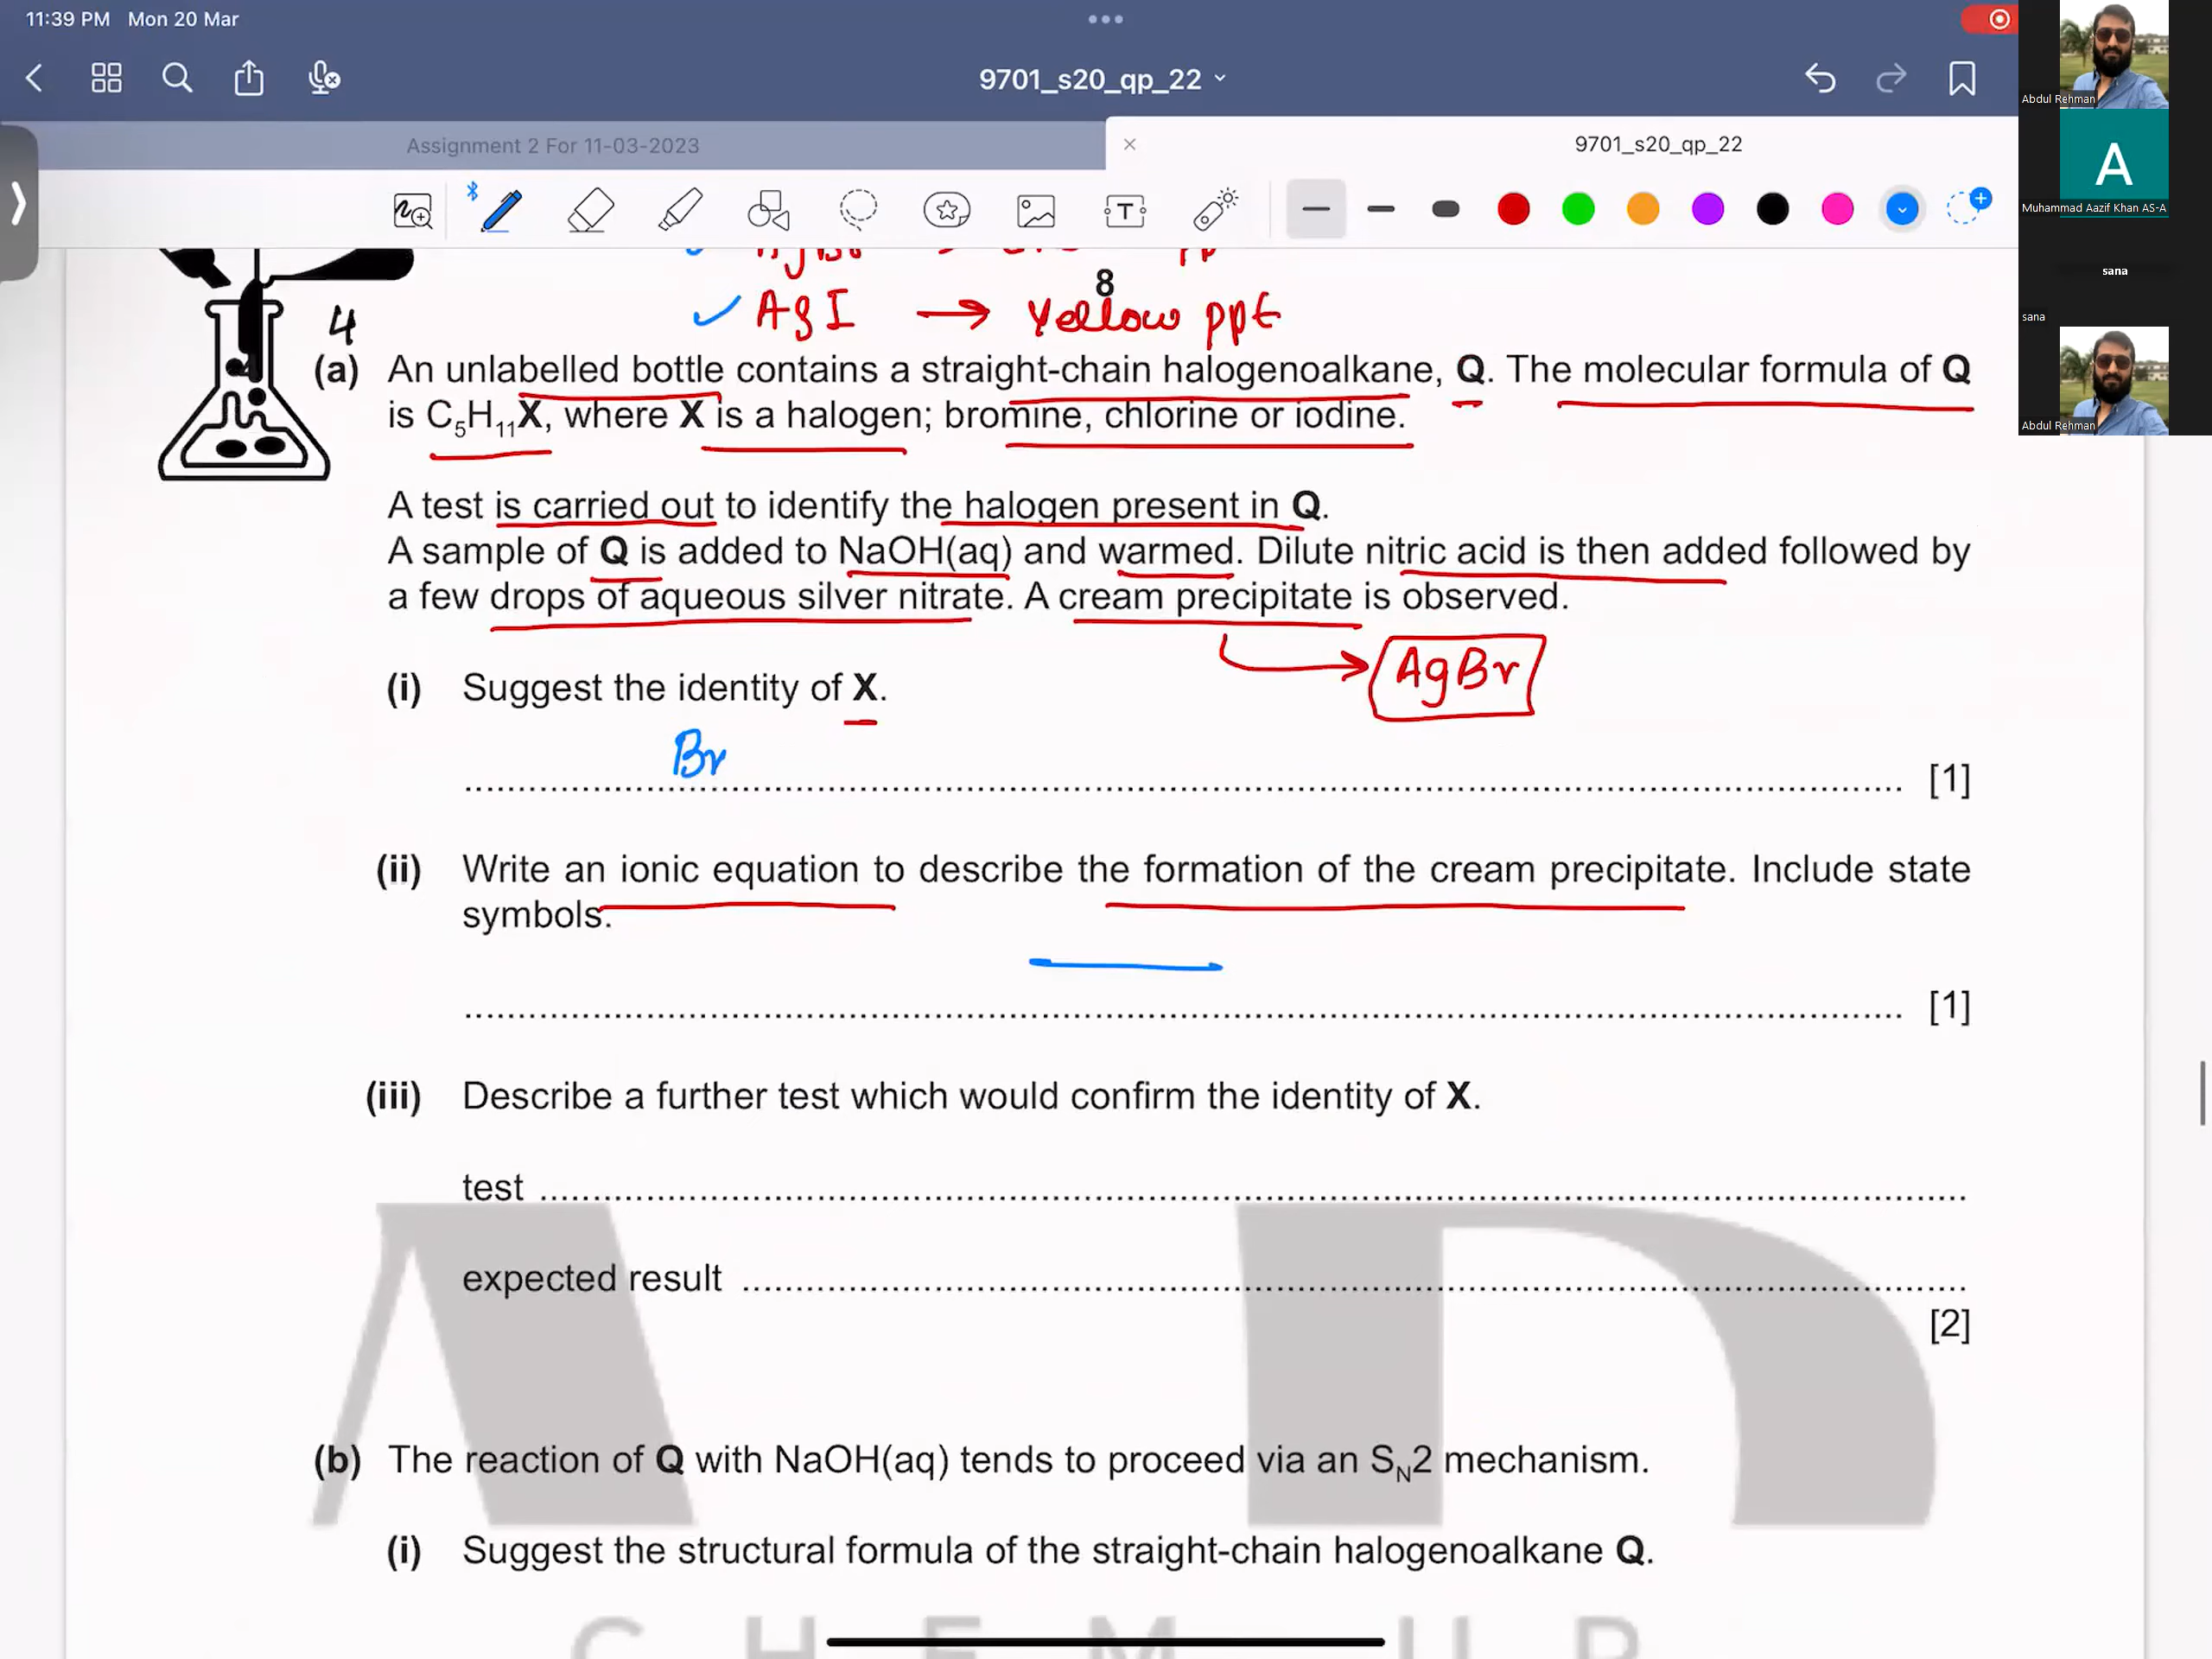 11:39 PM Mon 20 Mar
9701_s20_qp_22
Assignment 2 For 11-03-2023
9701_s20_qp_22
Abdul Rehman
A
Muhammad Aazif Khan AS-A
sana
sana
Abdul Rehman
8
AgI → Yellow ppt
4
(a) An unlabelled bottle contains a straight-chain halogenoalkane, Q. The molecular formula of Q
is C₅H₁₁X, where X is a halogen; bromine, chlorine or iodine.
A test is carried out to identify the halogen present in Q.
A sample of Q is added to NaOH(aq) and warmed. Dilute nitric acid is then added followed by
a few drops of aqueous silver nitrate. A cream precipitate is observed.
AgBr
(i) Suggest the identity of X.
Br
[1]
(ii) Write an ionic equation to describe the formation of the cream precipitate. Include state
symbols.
[1]
(iii) Describe a further test which would confirm the identity of X.
test
expected result
[2]
(b) The reaction of Q with NaOH(aq) tends to proceed via an Sₙ2 mechanism.
(i) Suggest the structural formula of the straight-chain halogenoalkane Q.